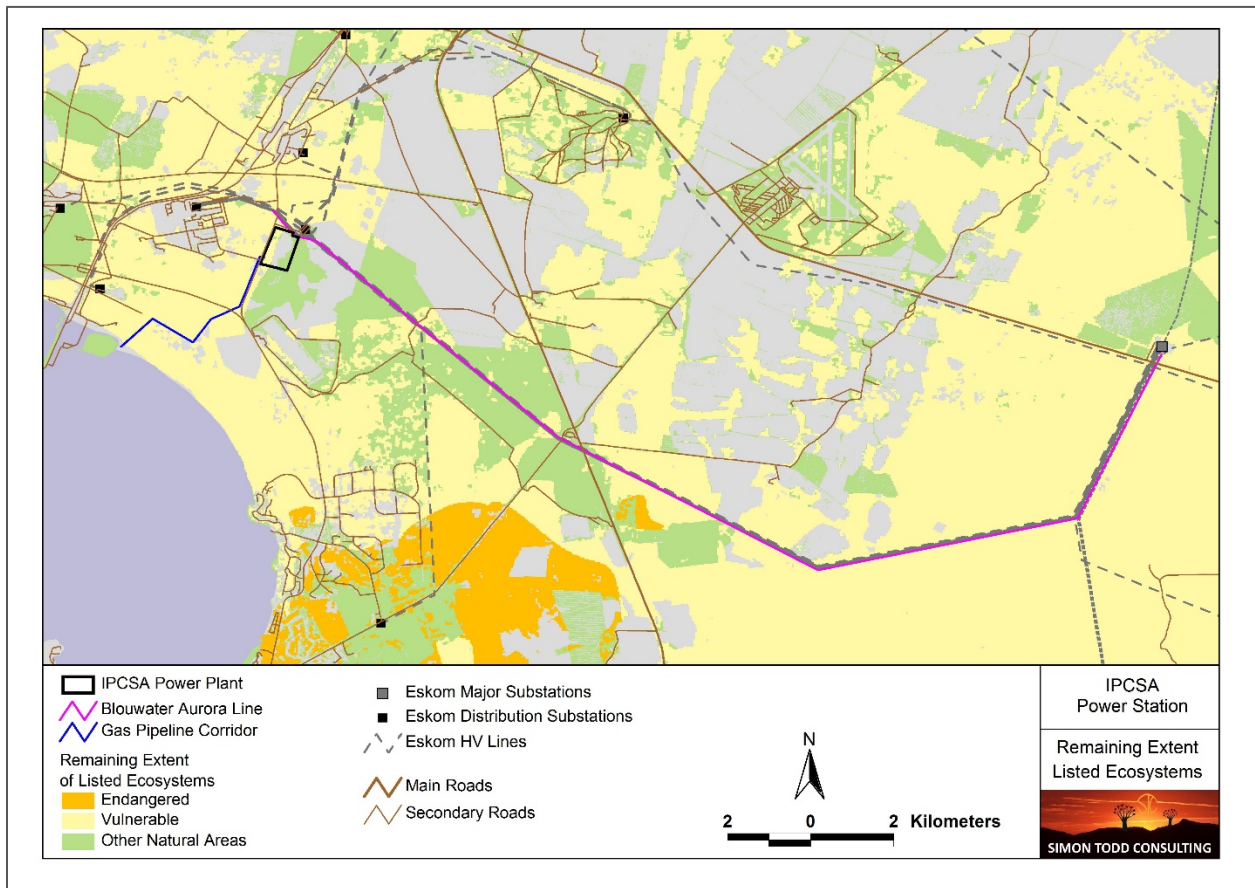 IPCSA Power Plant
Blouwater Aurora Line
Gas Pipeline Corridor
Remaining Extent
of Listed Ecosystems
Endangered
Vulnerable
Other Natural Areas
Eskom Major Substations
Eskom Distribution Substations
Eskom HV Lines
Main Roads
Secondary Roads
N
2 0 2 Kilometers
IPCSA
Power Station
Remaining Extent
Listed Ecosystems
SIMON TODD CONSULTING